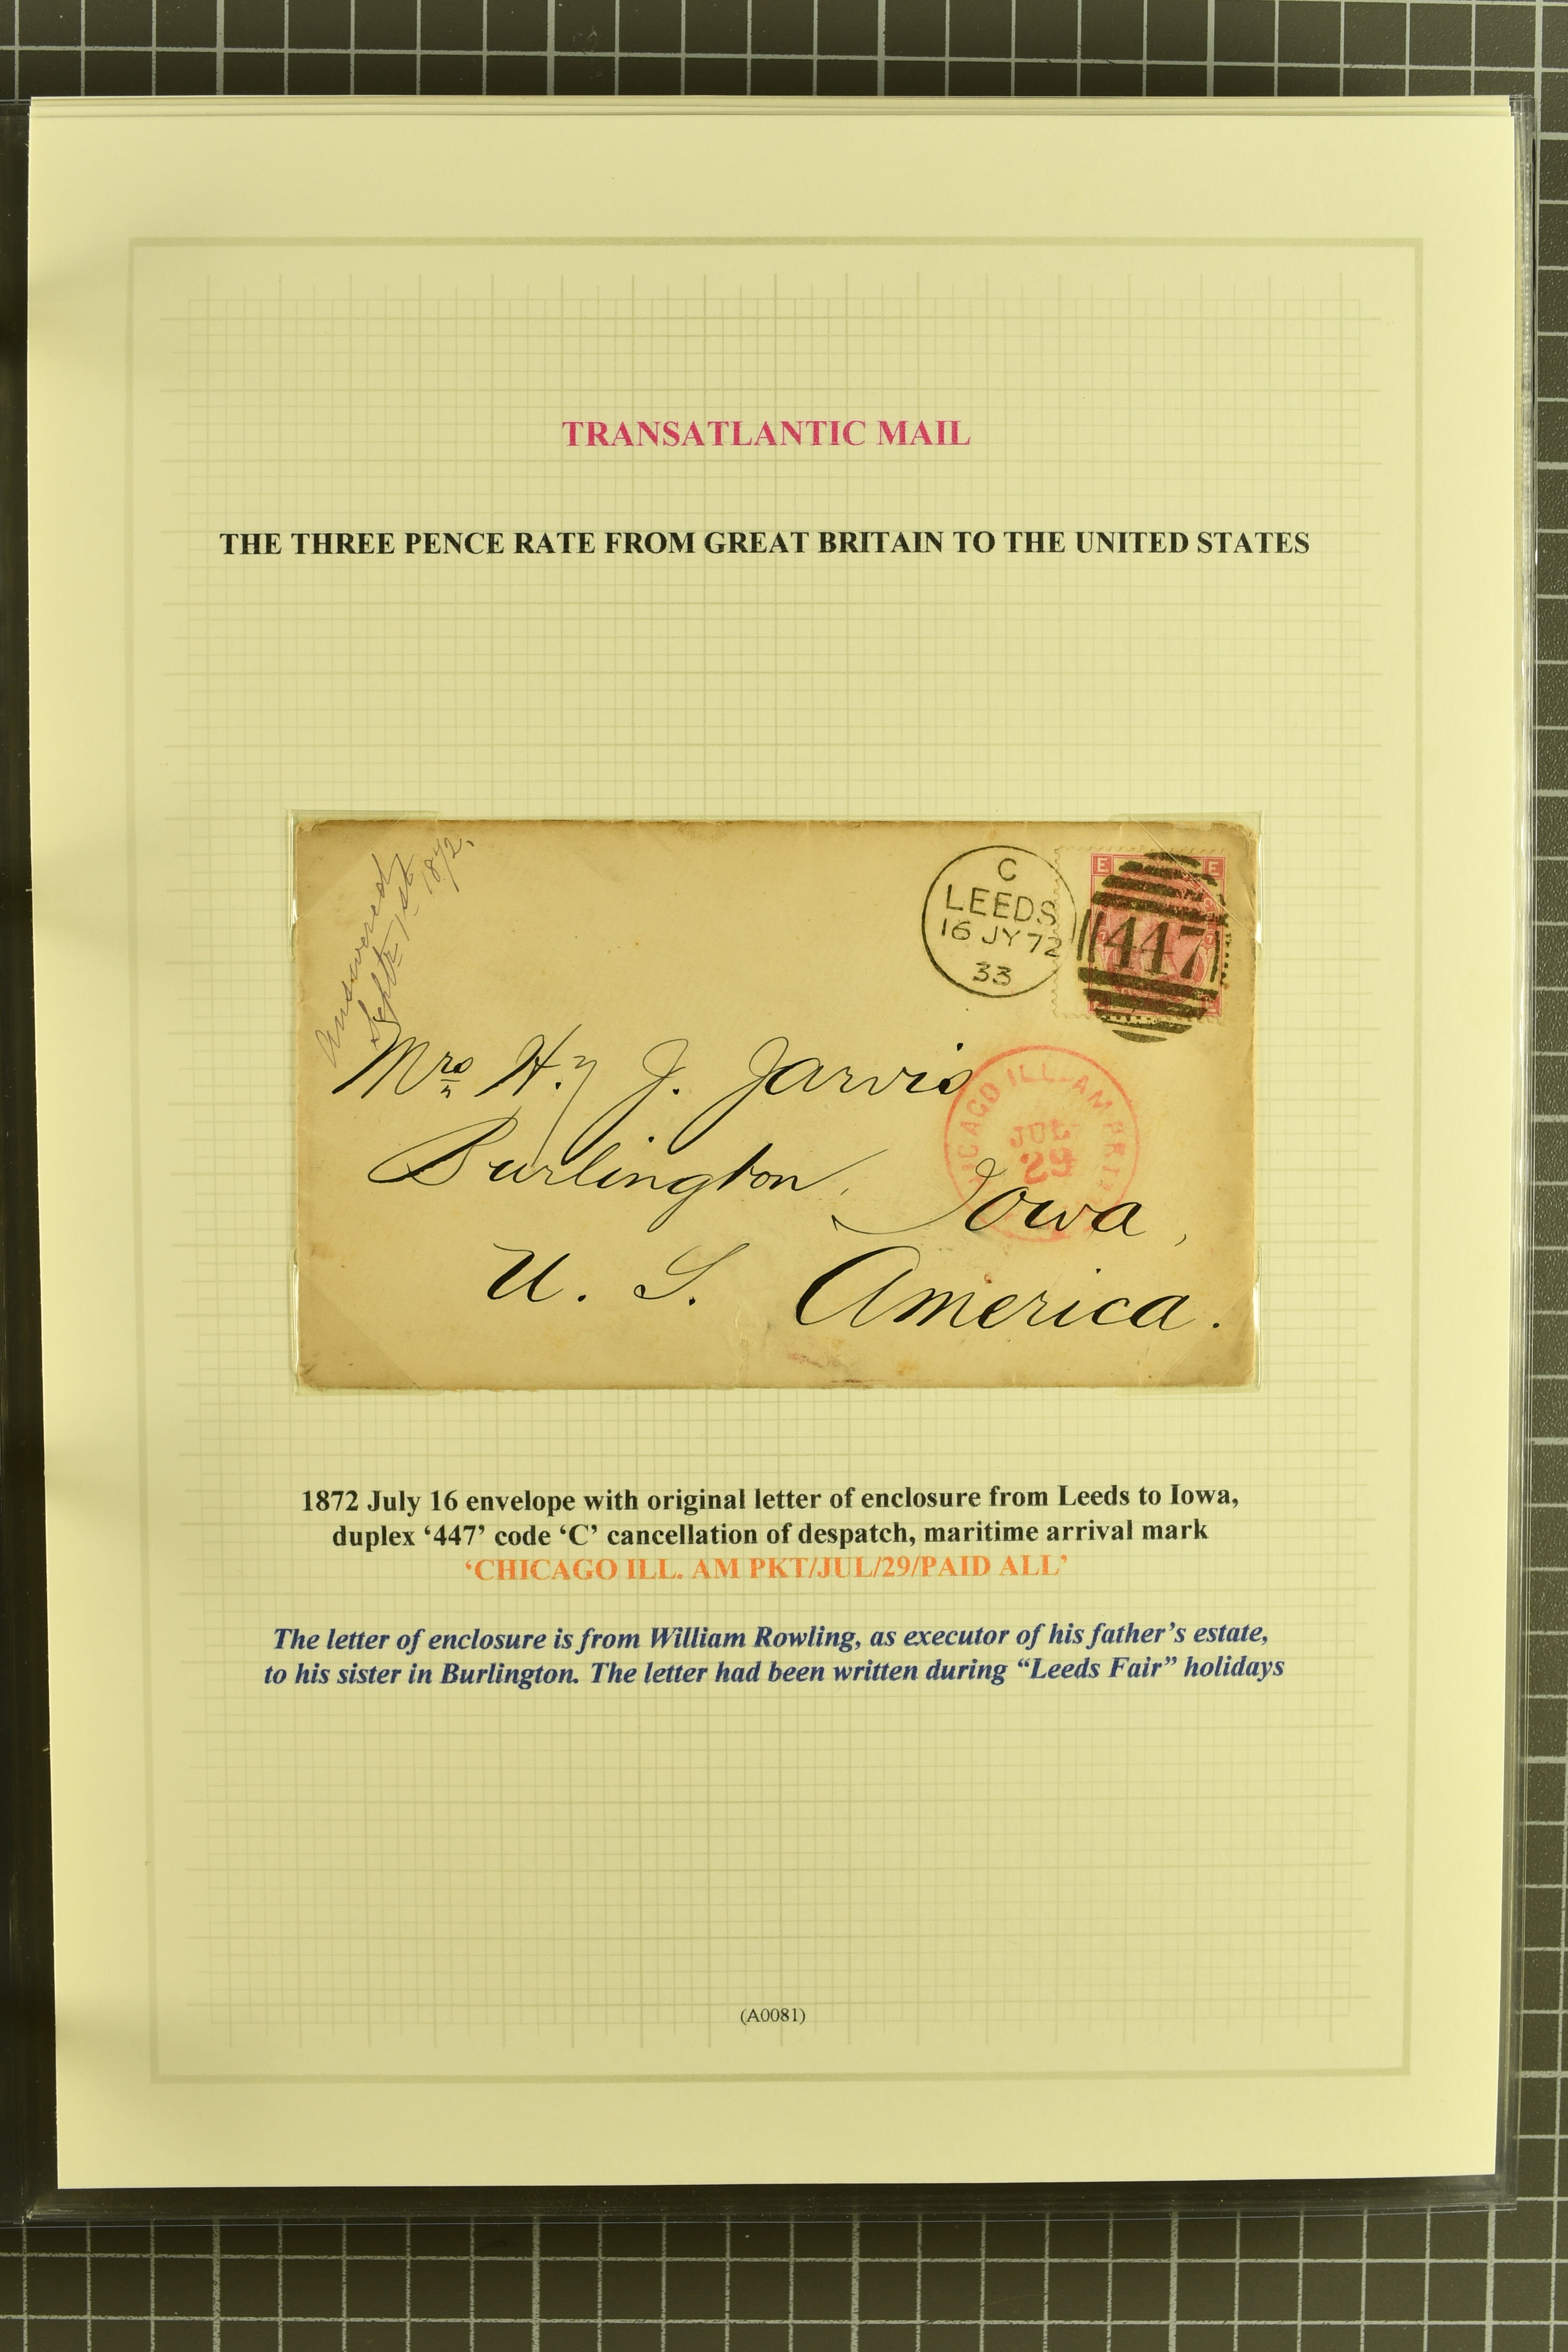 TRANSATLANTIC MAIL
THE THREE PENCE RATE FROM GREAT BRITAIN TO THE UNITED STATES
Answered
Septr 1st 1872.
C
LEEDS
16 JY 72
33
E E
447
Mrs Hy J. Jarvis
Burlington, Iowa,
U. S. America.
CHICAGO ILL. AM PKT
JUL
29
1872 July 16 envelope with original letter of enclosure from Leeds to Iowa,
duplex ‘447’ code ‘C’ cancellation of despatch, maritime arrival mark
‘CHICAGO ILL. AM PKT/JUL/29/PAID ALL’
The letter of enclosure is from William Rowling, as executor of his father’s estate,
to his sister in Burlington. The letter had been written during “Leeds Fair” holidays
(A0081)